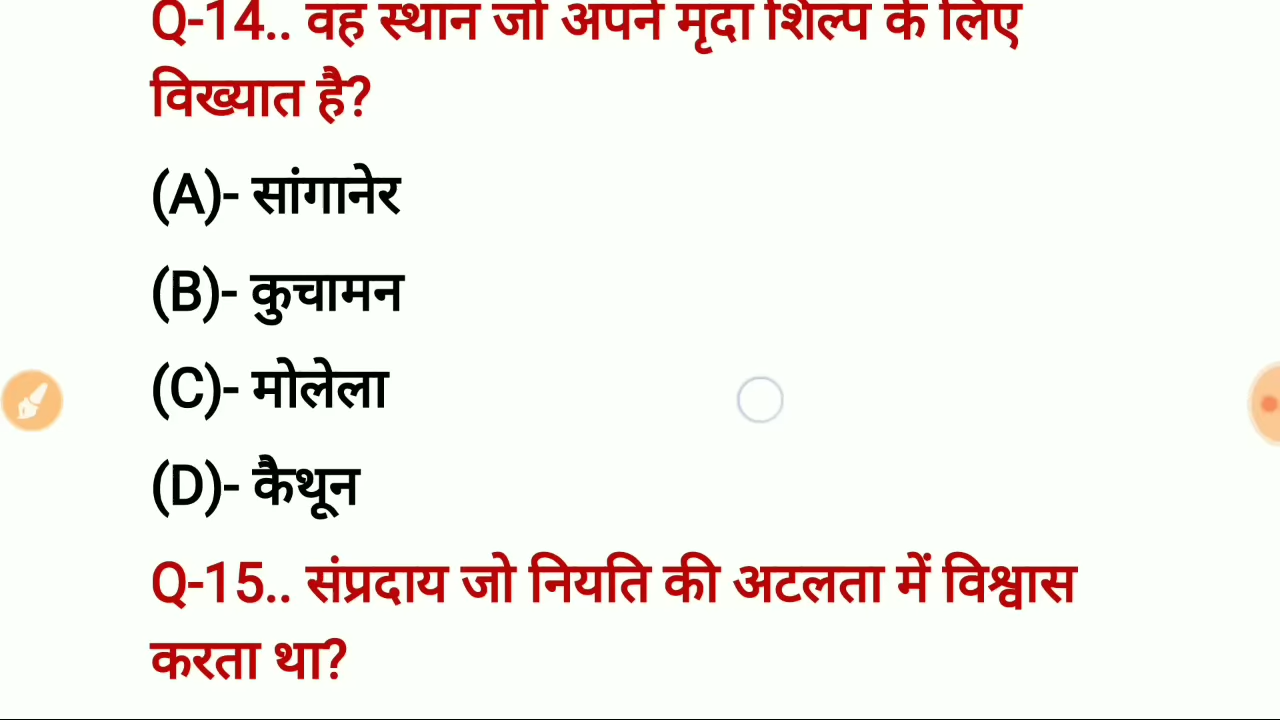 Q-14.. वह स्थान जो अपने मृदा शिल्प के लिए
विख्यात है?
(A)- सांगानेर
(B)- कुचामन
(C)- मोलेला
(D)- कैथून
Q-15.. संप्रदाय जो नियति की अटलता में विश्वास
करता था?